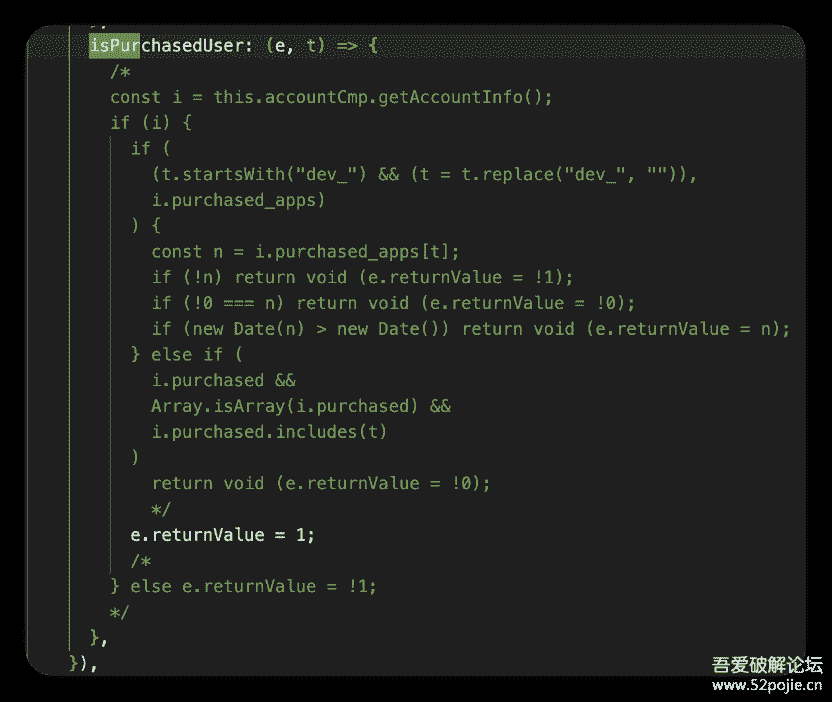 isPurchasedUser: (e, t) => {
/*
const i = this.accountCmp.getAccountInfo();
if (i) {
if (
(t.startsWith("dev_") && (t = t.replace("dev_", "")),
i.purchased_apps)
) {
const n = i.purchased_apps[t];
if (!n) return void (e.returnValue = !1);
if (!0 === n) return void (e.returnValue = !0);
if (new Date(n) > new Date()) return void (e.returnValue = n);
} else if (
i.purchased &&
Array.isArray(i.purchased) &&
i.purchased.includes(t)
)
return void (e.returnValue = !0);
*/
e.returnValue = 1;
/*
} else e.returnValue = !1;
*/
},
}),
吾爱破解论坛
www.52pojie.cn